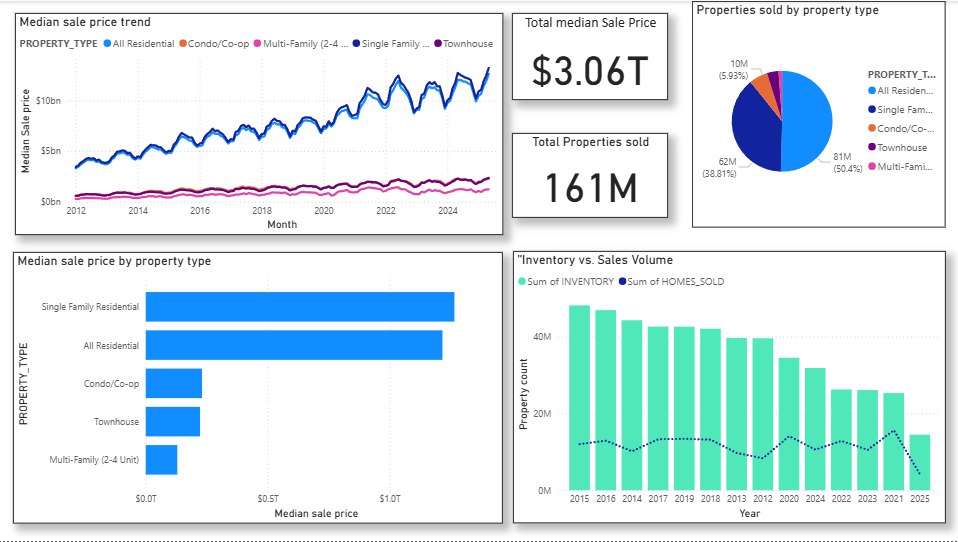 Median sale price trend
PROPERTY_TYPE All Residential Condo/Co-op Multi-Family (2-4 ... Single Family ... Townhouse
$10bn
$5bn
$0bn
Median Sale price
2012 2014 2016 2018 2020 2022 2024
Month
Total median Sale Price
$3.06T
Total Properties sold
161M
Properties sold by property type
10M
(5.93%)
62M
(38.81%)
81M
(50.4%)
PROPERTY_T...
All Residen...
Single Fam...
Condo/Co-...
Townhouse
Multi-Fami...
Median sale price by property type
PROPERTY_TYPE
Single Family Residential
All Residential
Condo/Co-op
Townhouse
Multi-Family (2-4 Unit)
$0.0T $0.5T $1.0T
Median sale price
"Inventory vs. Sales Volume
Sum of INVENTORY Sum of HOMES_SOLD
Property count
40M
20M
0M
2015 2016 2014 2017 2019 2018 2013 2012 2020 2024 2022 2023 2021 2025
Year